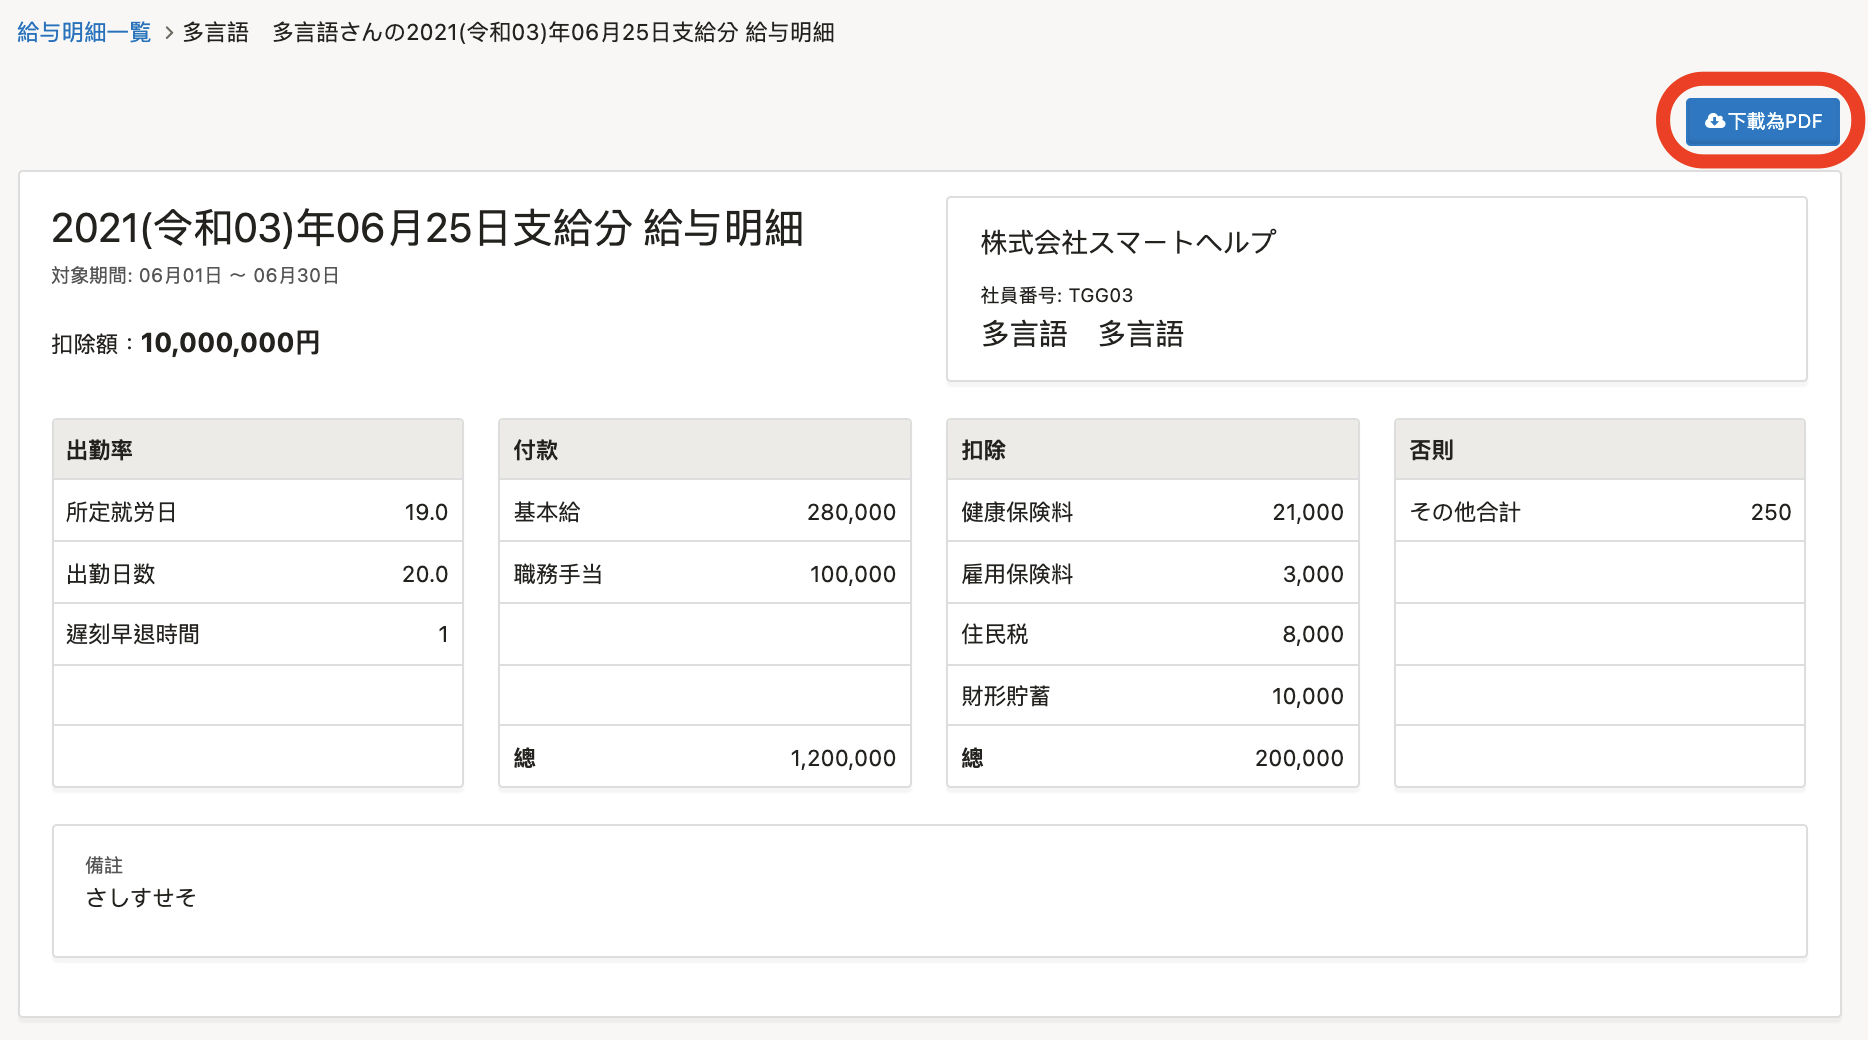 給与明細一覧 > 多言語　多言語さんの2021(令和03)年06月25日支給分 給与明細
下載為PDF
2021(令和03)年06月25日支給分 給与明細
対象期間: 06月01日 〜 06月30日
扣除額：10,000,000円
株式会社スマートヘルプ
社員番号: TGG03
多言語　多言語
出勤率
所定就労日 19.0
出勤日数 20.0
遅刻早退時間 1
付款
基本給 280,000
職務手当 100,000
總 1,200,000
扣除
健康保険料 21,000
雇用保険料 3,000
住民税 8,000
財形貯蓄 10,000
總 200,000
否則
その他合計 250
備註
さしすせそ